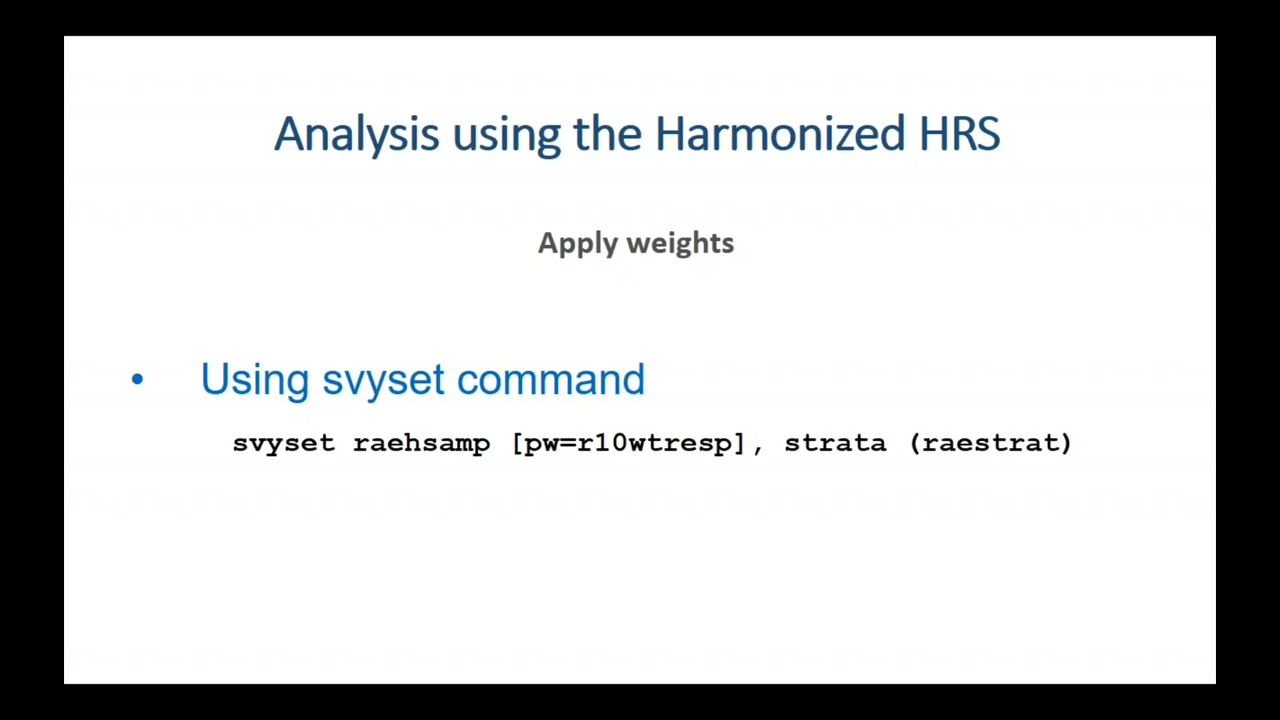 Analysis using the Harmonized HRS
Apply weights
• Using svyset command
svyset raehsamp [pw=r10wtresp], strata (raestrat)